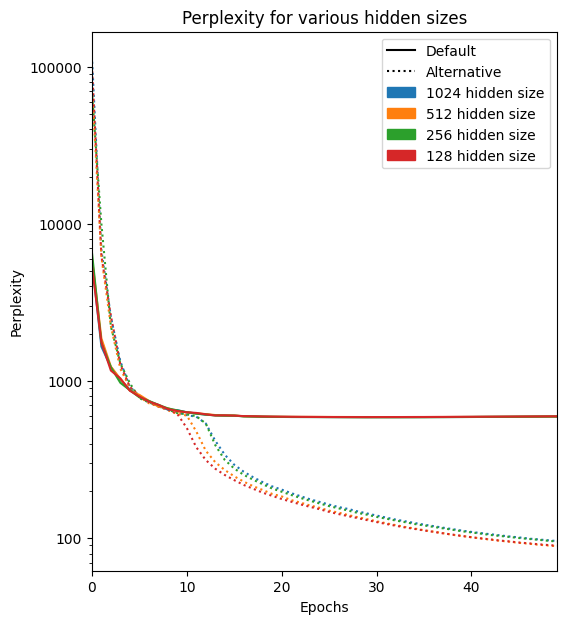 Perplexity for various hidden sizes
Default
Alternative
1024 hidden size
512 hidden size
256 hidden size
128 hidden size
100000
10000
1000
100
Perplexity
0 10 20 30 40
Epochs